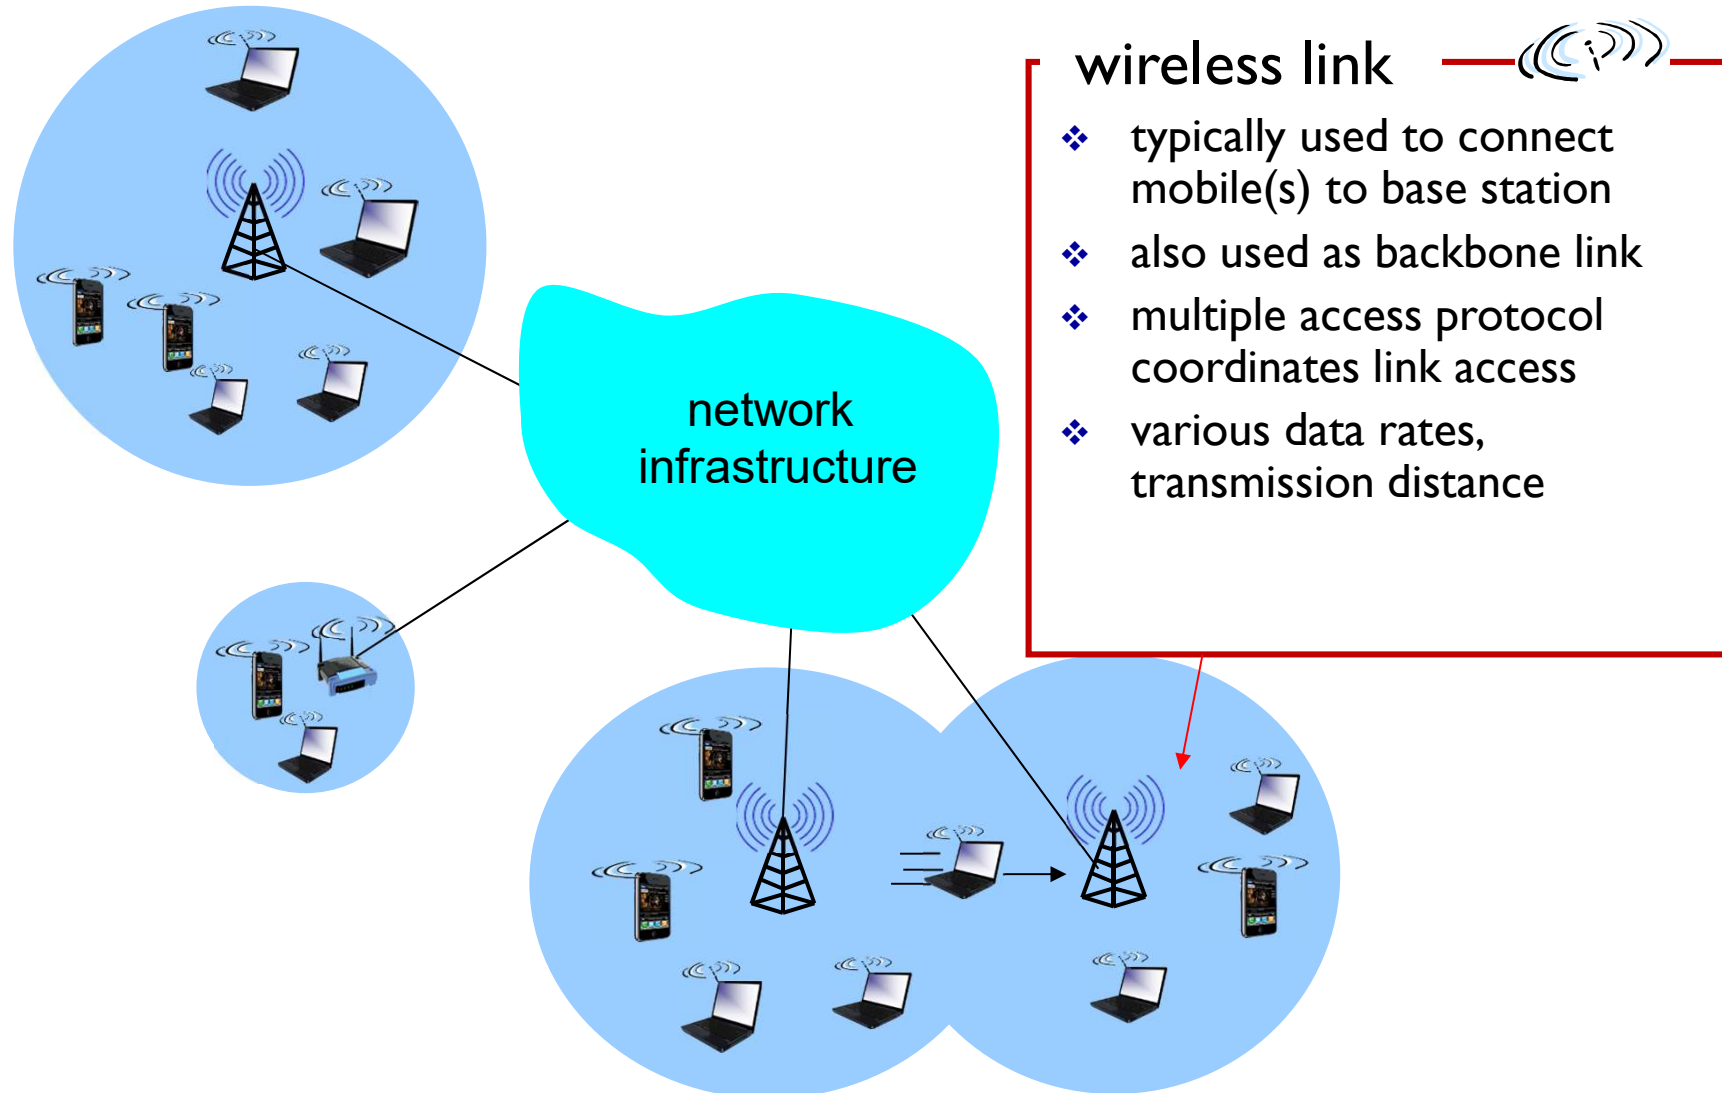 wireless link
❖ typically used to connect
mobile(s) to base station
❖ also used as backbone link
❖ multiple access protocol
coordinates link access
❖ various data rates,
transmission distance
network
infrastructure